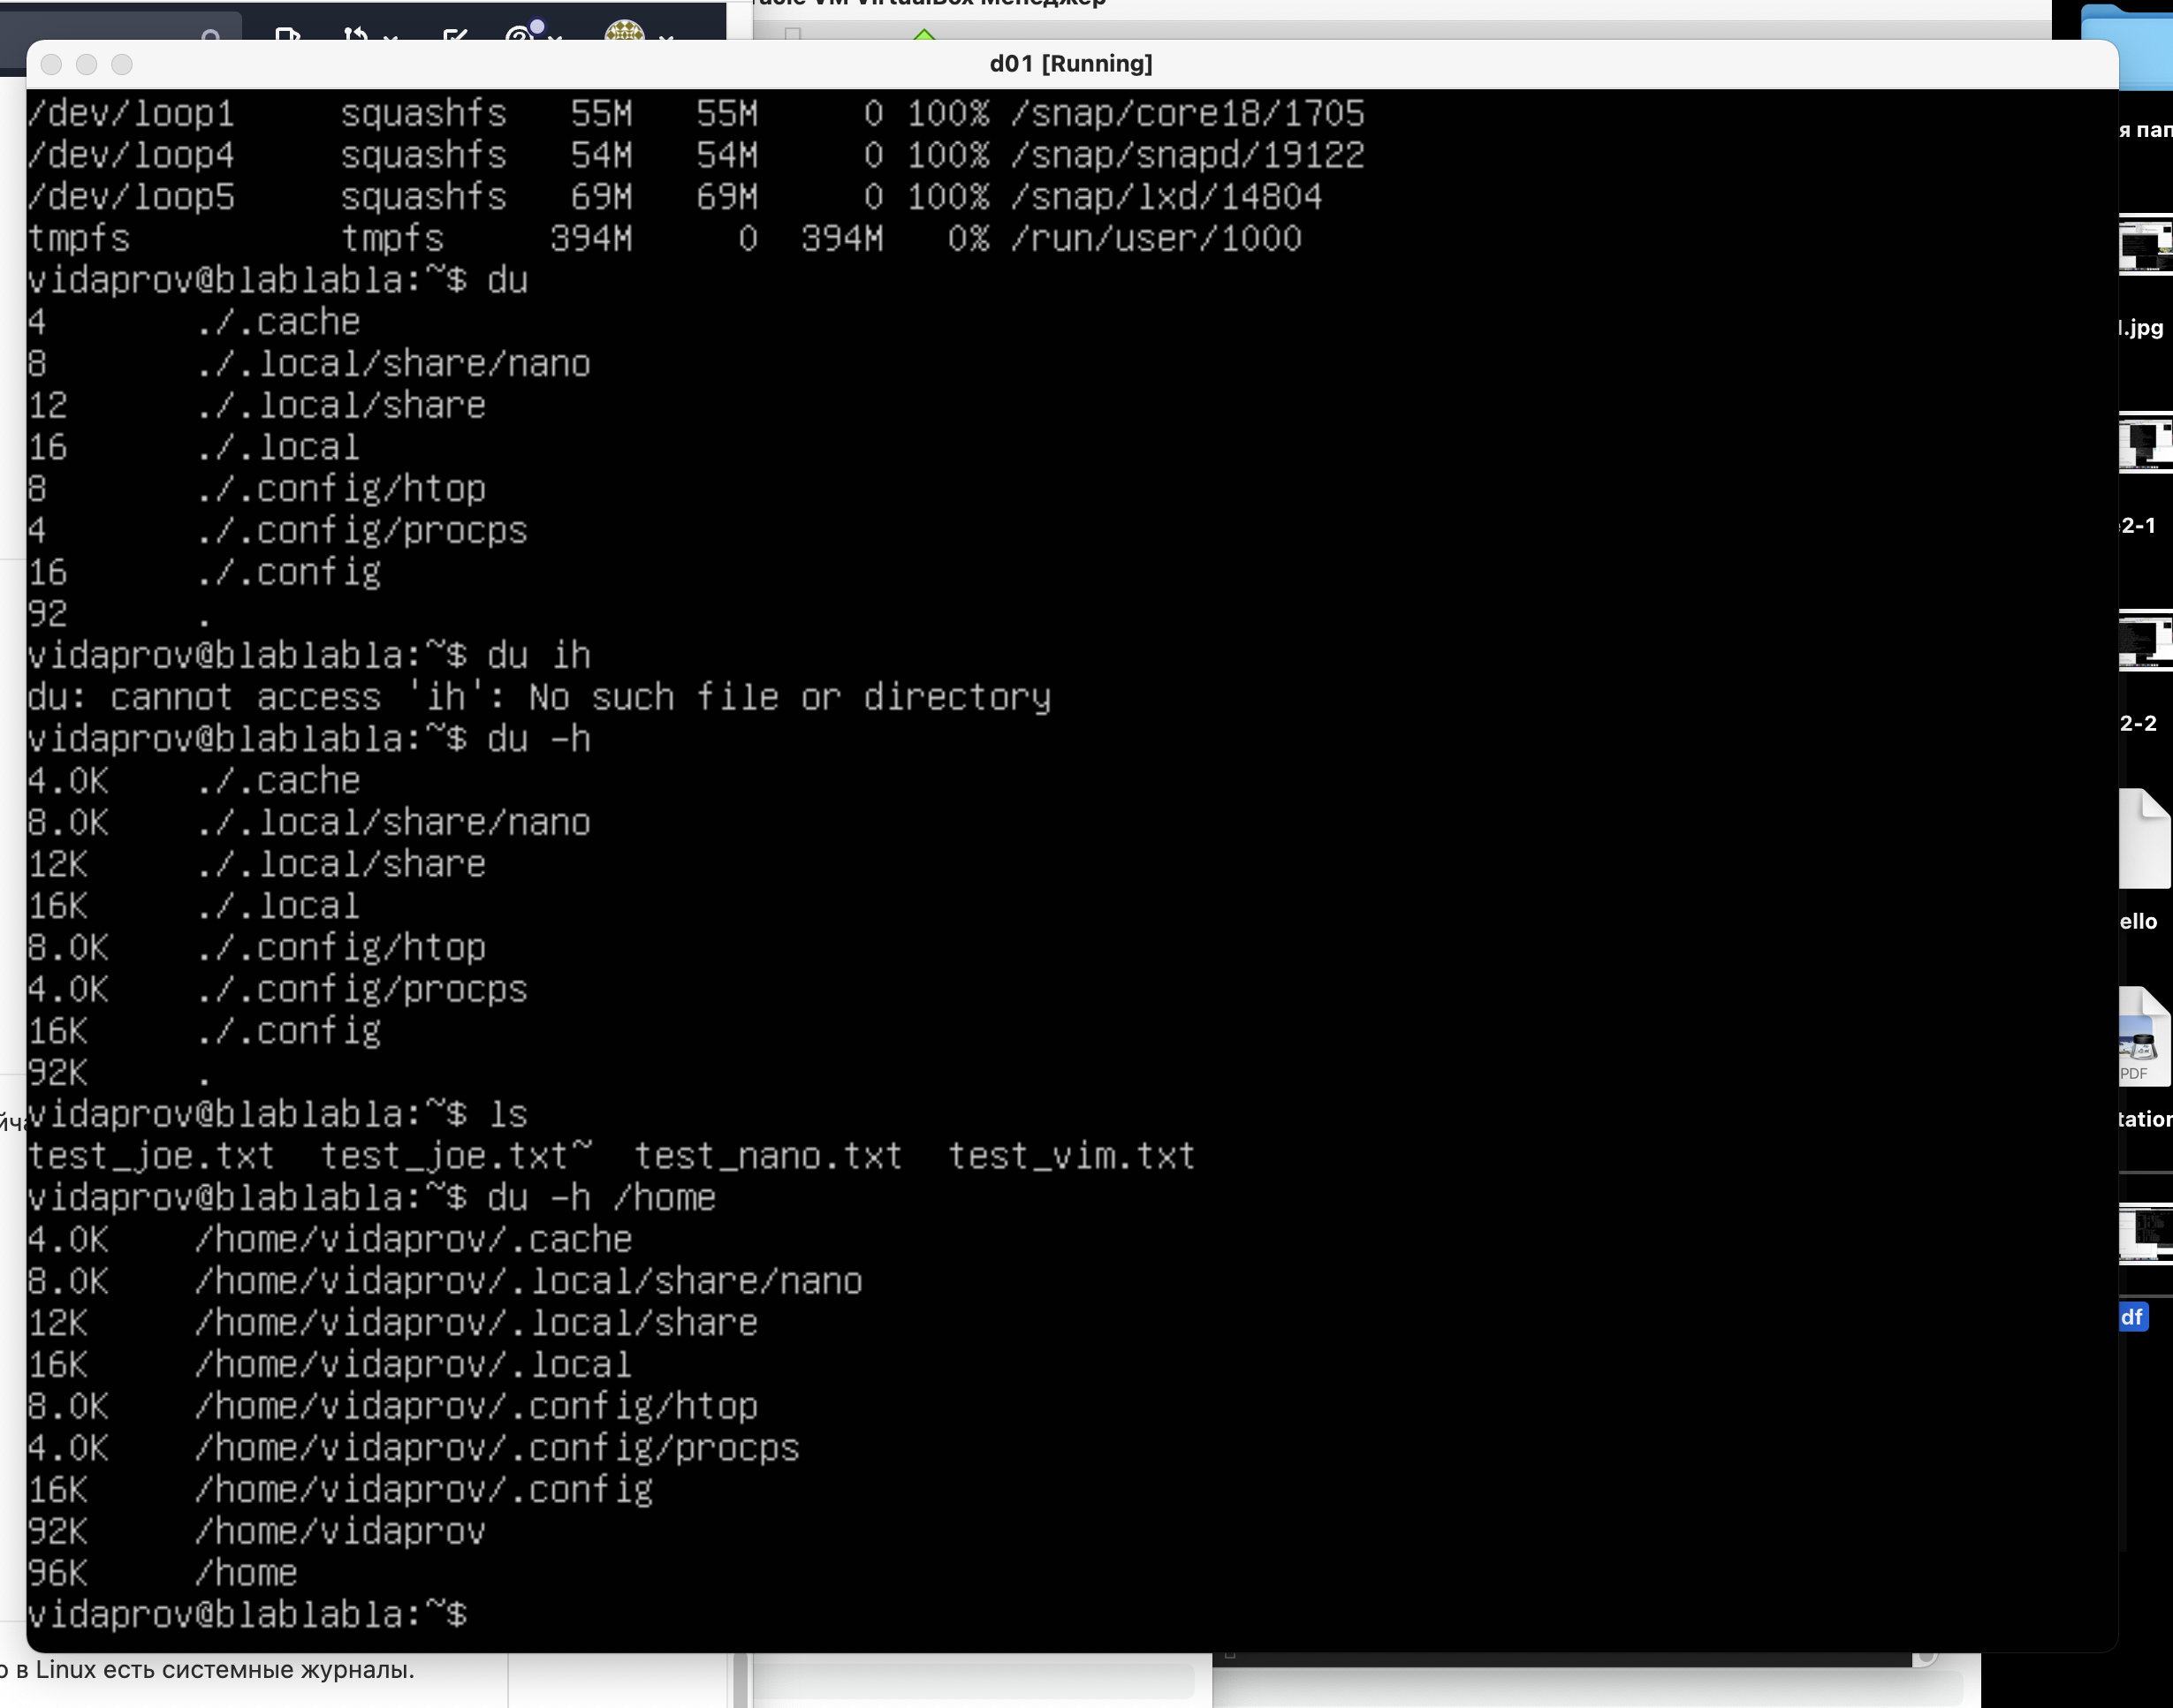 VM VirtualBox Менеджер
d01 [Running]
/dev/loop1     squashfs   55M   55M     0 100% /snap/core18/1705
/dev/loop4     squashfs   54M   54M     0 100% /snap/snapd/19122
/dev/loop5     squashfs   69M   69M     0 100% /snap/lxd/14804
tmpfs          tmpfs     394M     0  394M   0% /run/user/1000
vidaprov@blablabla:~$ du
4       ./.cache
8       ./.local/share/nano
12      ./.local/share
16      ./.local
8       ./.config/htop
4       ./.config/procps
16      ./.config
92      .
vidaprov@blablabla:~$ du ih
du: cannot access 'ih': No such file or directory
vidaprov@blablabla:~$ du -h
4.0K    ./.cache
8.0K    ./.local/share/nano
12K     ./.local/share
16K     ./.local
8.0K    ./.config/htop
4.0K    ./.config/procps
16K     ./.config
92K     .
vidaprov@blablabla:~$ ls
test_joe.txt  test_joe.txt~  test_nano.txt  test_vim.txt
vidaprov@blablabla:~$ du -h /home
4.0K    /home/vidaprov/.cache
8.0K    /home/vidaprov/.local/share/nano
12K     /home/vidaprov/.local/share
16K     /home/vidaprov/.local
8.0K    /home/vidaprov/.config/htop
4.0K    /home/vidaprov/.config/procps
16K     /home/vidaprov/.config
92K     /home/vidaprov
96K     /home
vidaprov@blablabla:~$
в Linux есть системные журналы.
я пап
.jpg
2-1
2-2
ello
PDF
tation
df